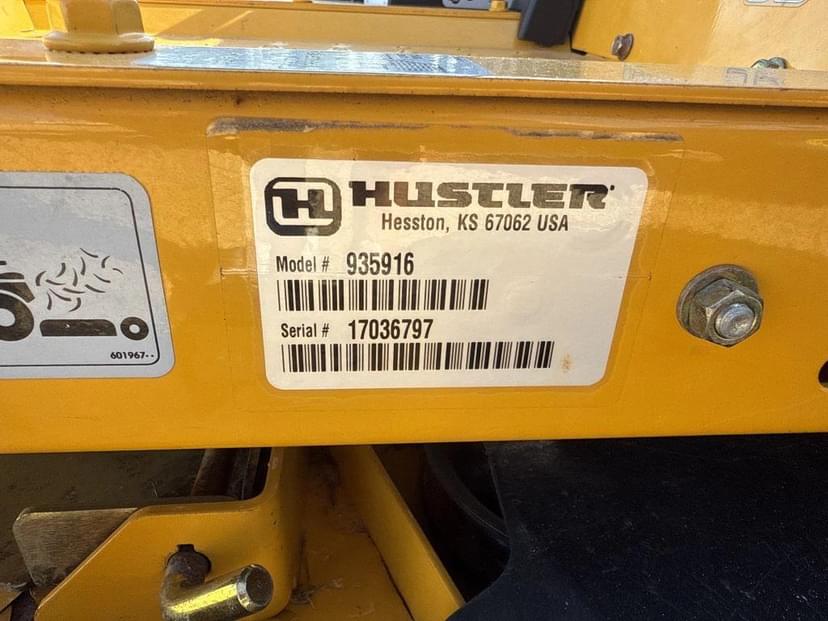 H HUSTLER
Hesston, KS 67062 USA
Model # 935916
Serial # 17036797
601967--